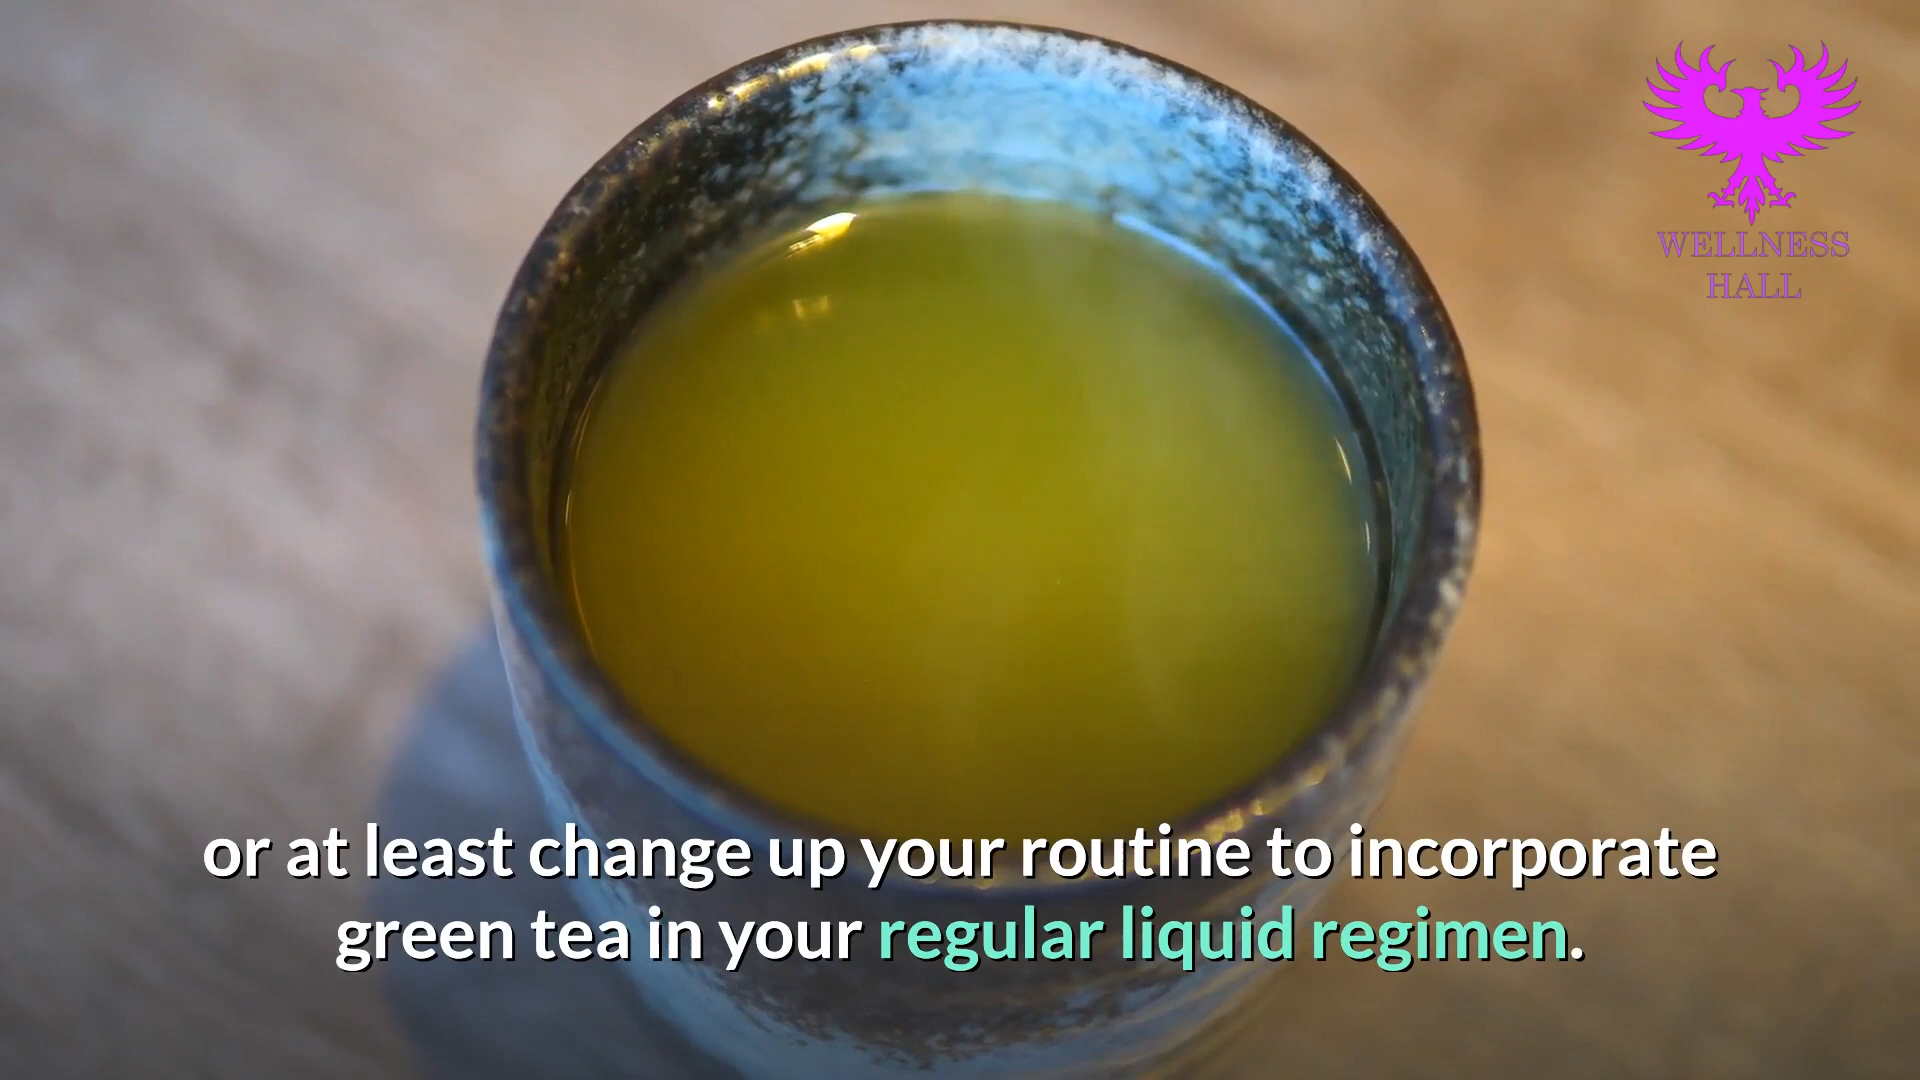 WELLNESS
HALL
or at least change up your routine to incorporate
green tea in your regular liquid regimen.